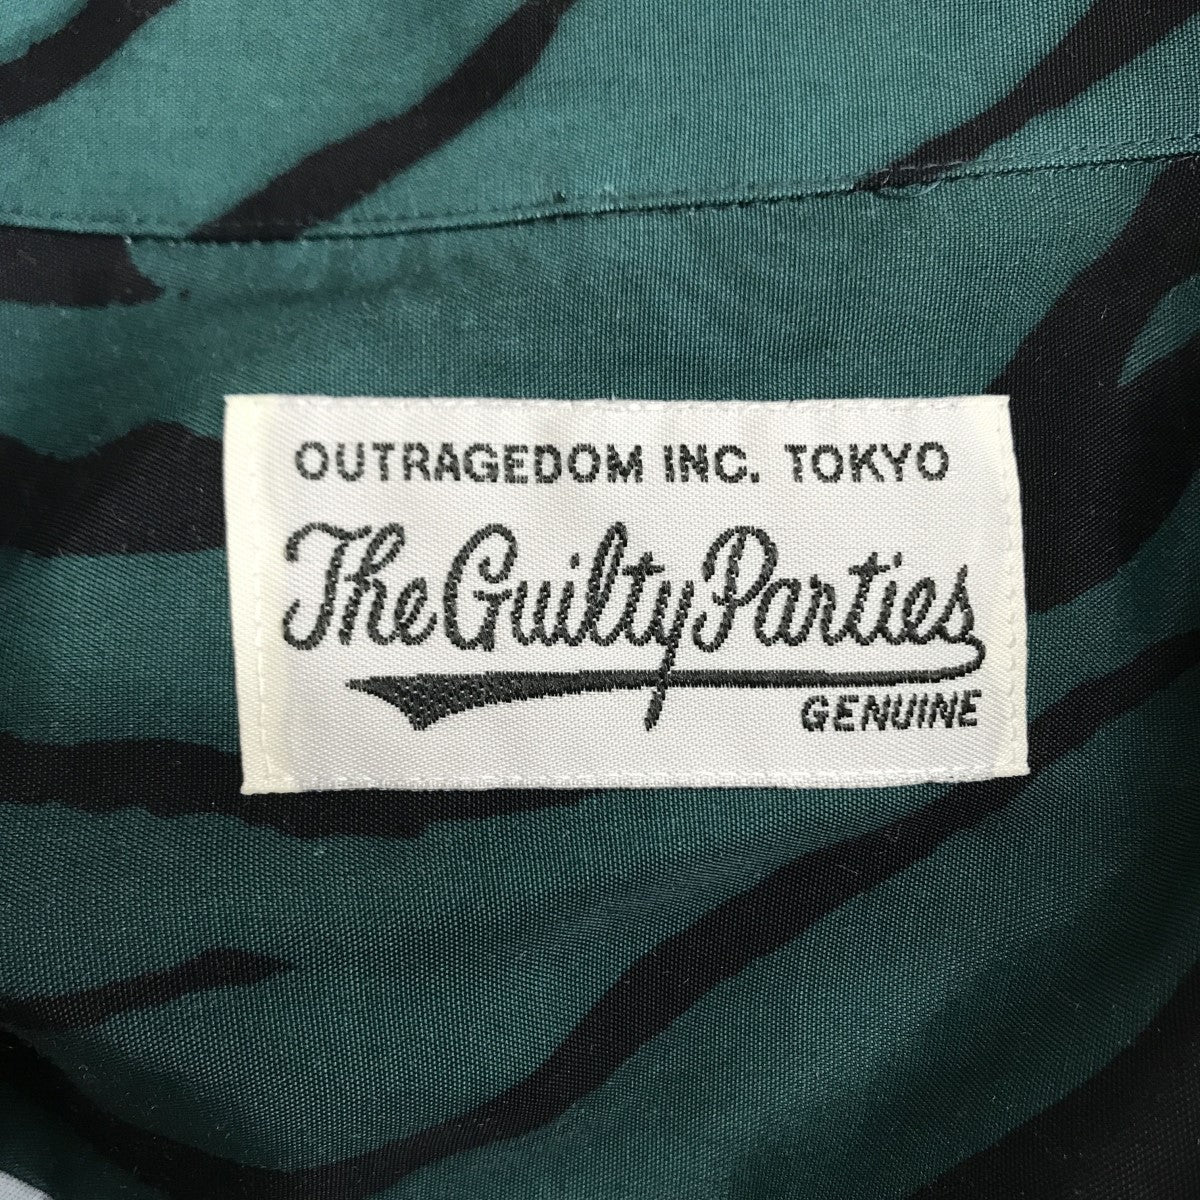 OUTRAGEDOM INC. TOKYO
The Guilty Parties
GENUINE